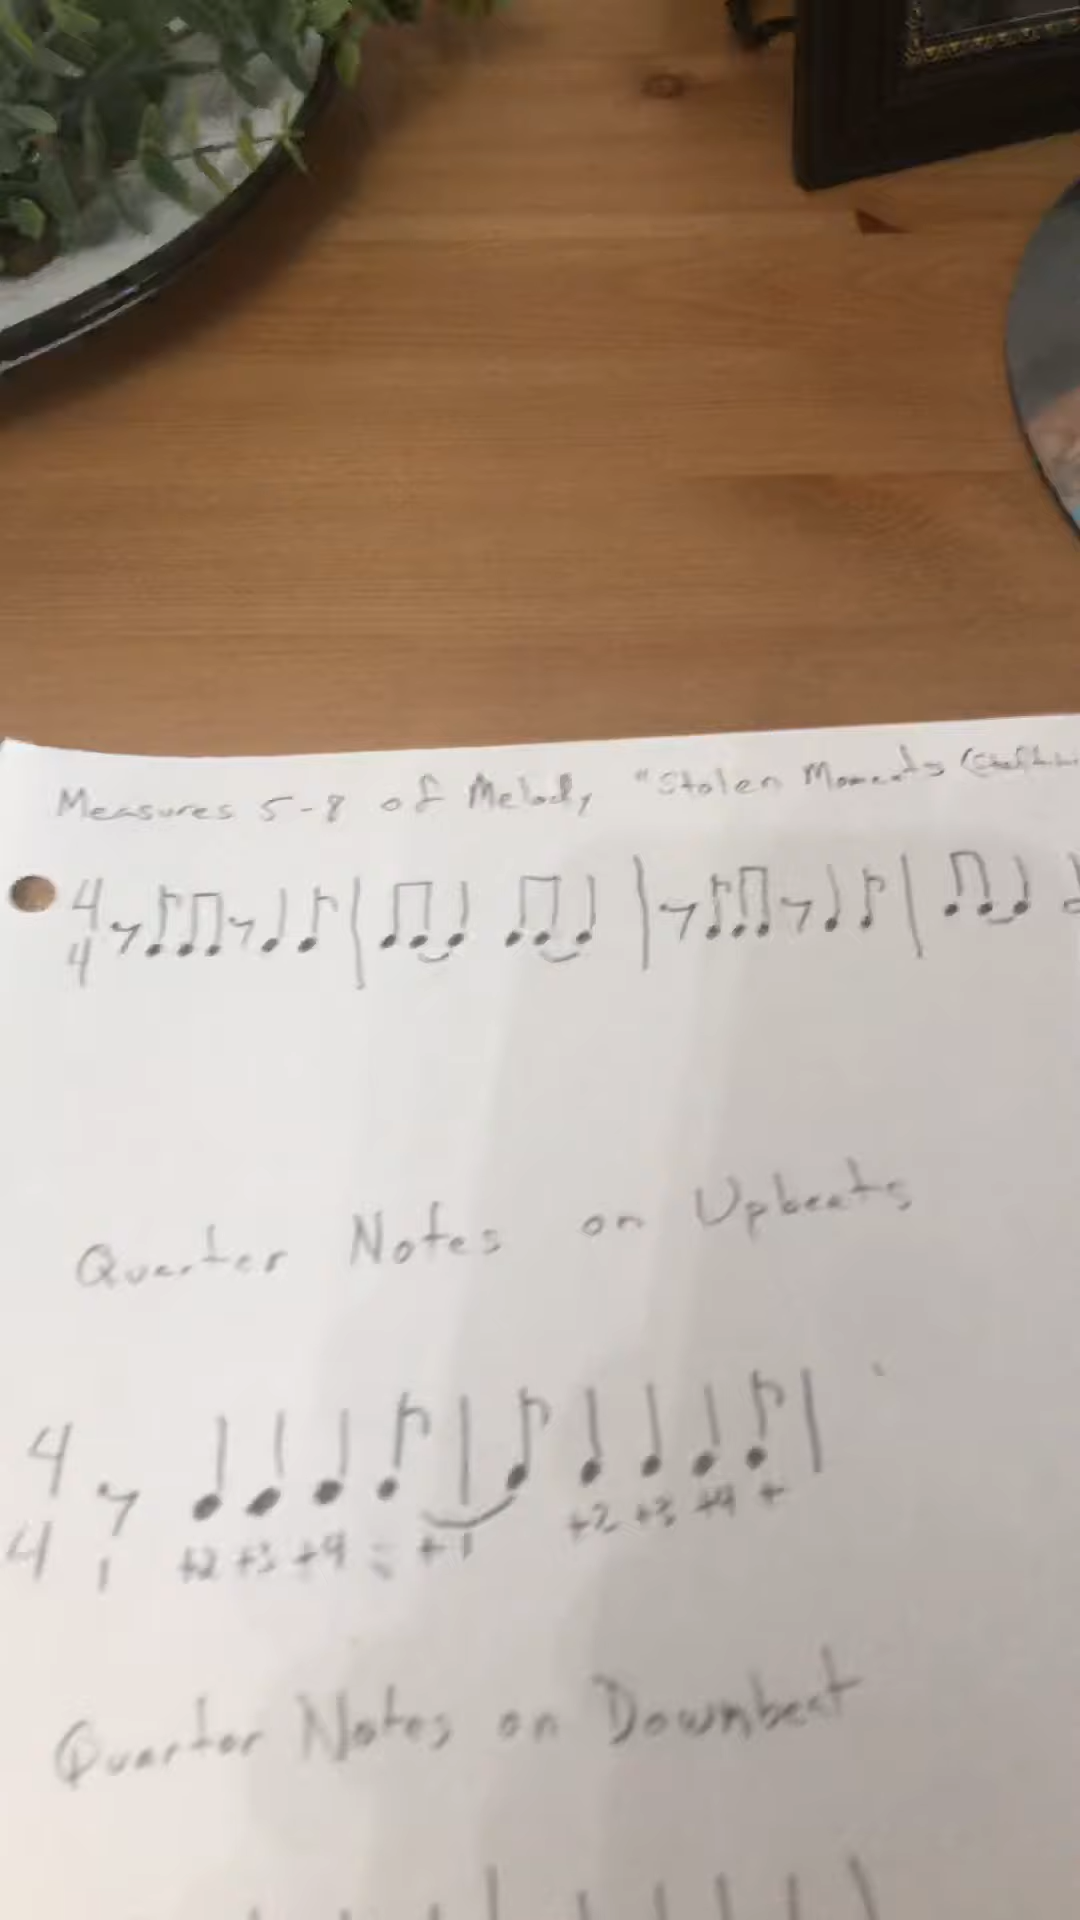 Measures 5-8 of Melody "Stolen Moments
4
4
Quarter Notes on Upbeats
4
4
1 +2 +3 +4 + 1 +2 +3 +4 +
Quarter Notes on Downbeat